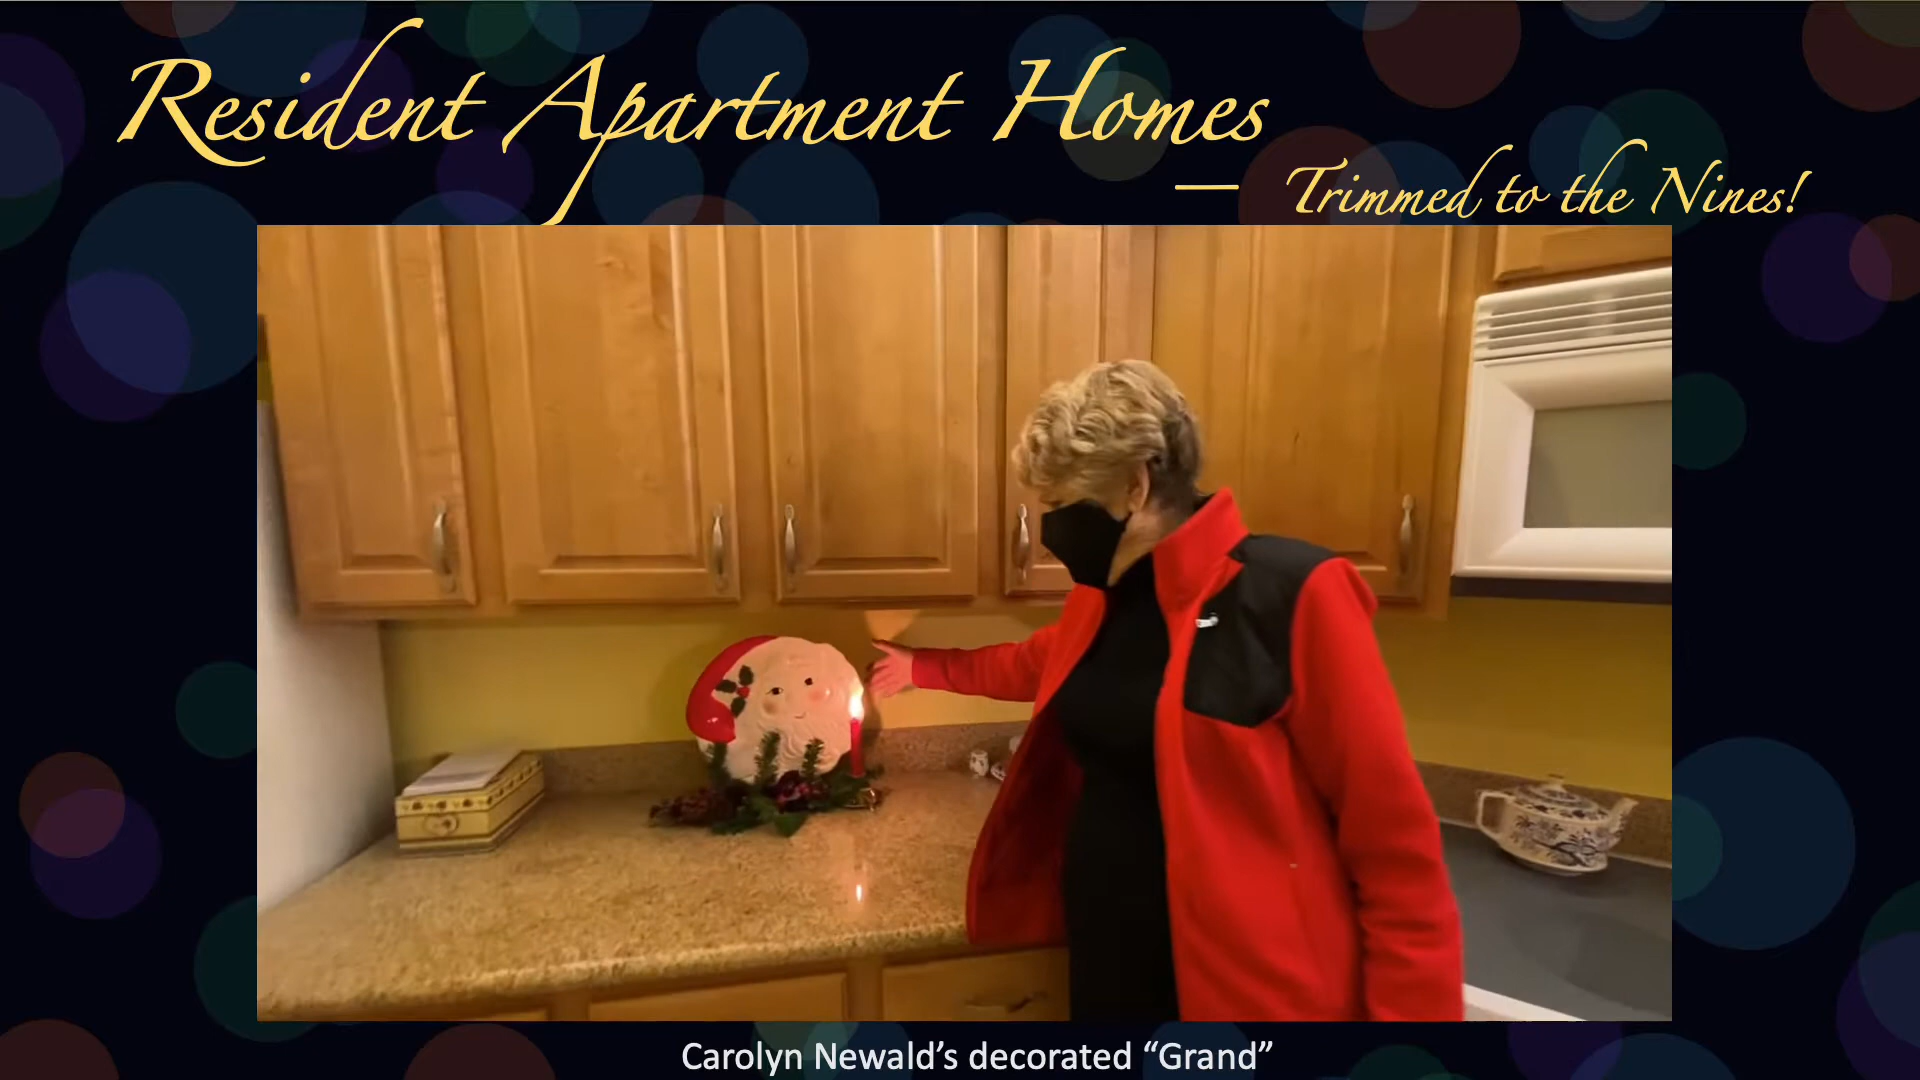 Resident Apartment Homes
— Trimmed to the Nines!
Carolyn Newald’s decorated “Grand”